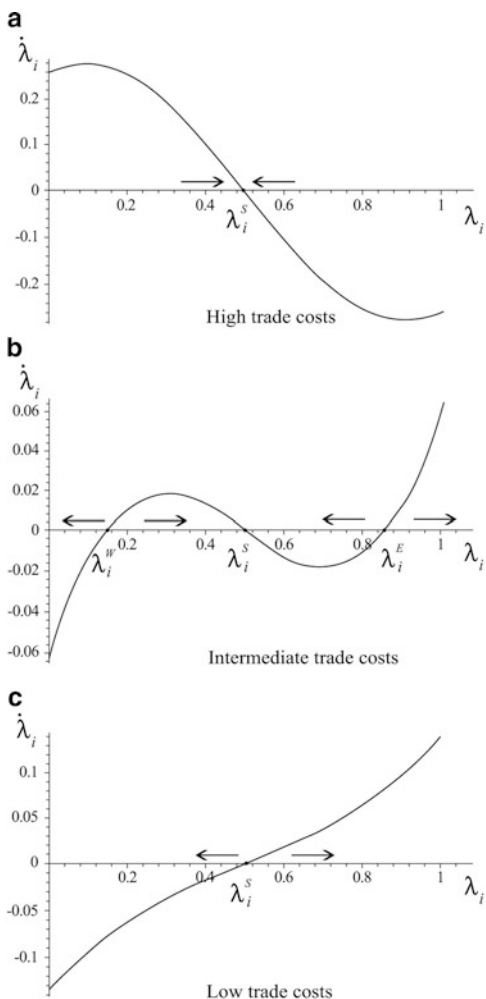 a
λ̇i
0.2
0.1
0
0.2 0.4 0.6 0.8 1
λiS λi
-0.1
-0.2
High trade costs
b
λ̇i
0.06
0.04
0.02
0
0.2 0.4 0.6 0.8 1
λiW λiS λiE λi
-0.02
-0.04
-0.06
Intermediate trade costs
c
λ̇i
0.1
0.05
0
0.2 0.4 0.6 0.8 1
λiS λi
-0.05
-0.1
Low trade costs